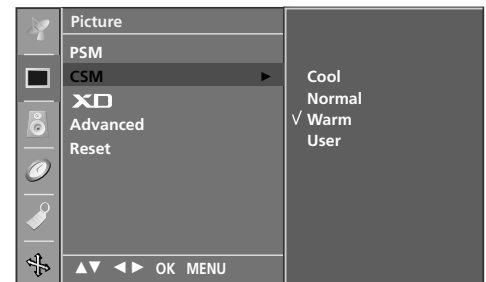 Picture
PSM
CSM ►
XD
Advanced
Reset
Cool
Normal
√ Warm
User
▲▼ ◄► OK MENU